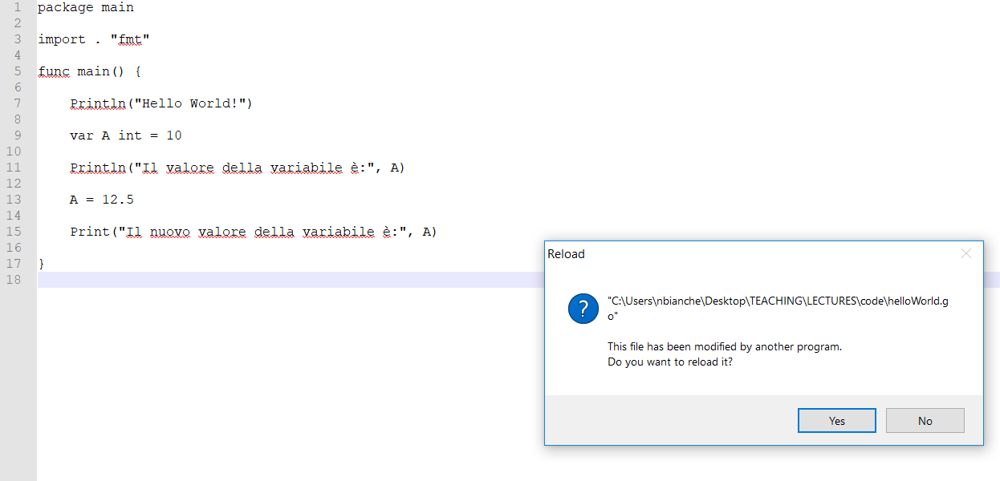 1 package main
2
3 import . "fmt"
4
5 func main() {
6
7 Println("Hello World!")
8
9 var A int = 10
10
11 Println("Il valore della variabile è:", A)
12
13 A = 12.5
14
15 Print("Il nuovo valore della variabile è:", A)
16
17 }
18
Reload
"C:\Users\nbianche\Desktop\TEACHING\LECTURES\code\helloWorld.g
o"
This file has been modified by another program.
Do you want to reload it?
Yes No